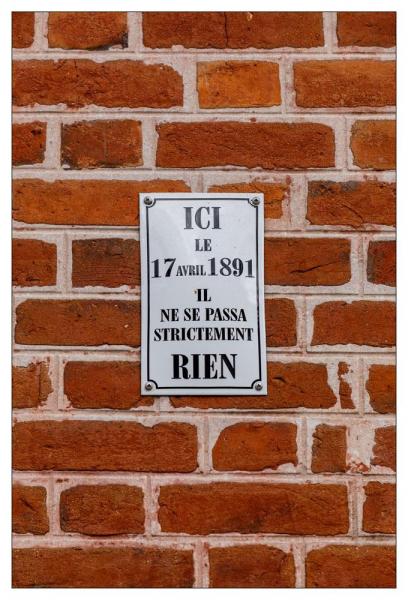 ICI
LE
17 AVRIL 1891
IL
NE SE PASSA
STRICTEMENT
RIEN